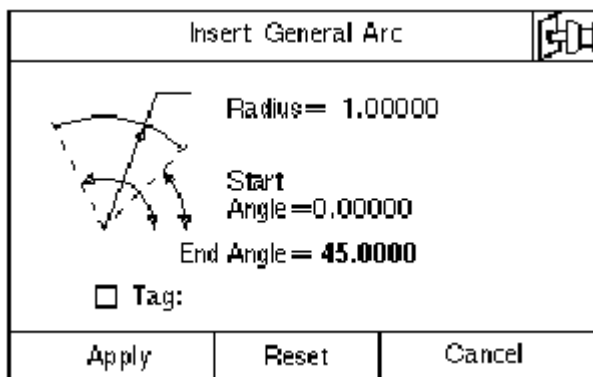 Insert General Arc
Radius= 1.00000
Start
Angle=0.00000
End Angle= 45.0000
Tag:
Apply Reset Cancel